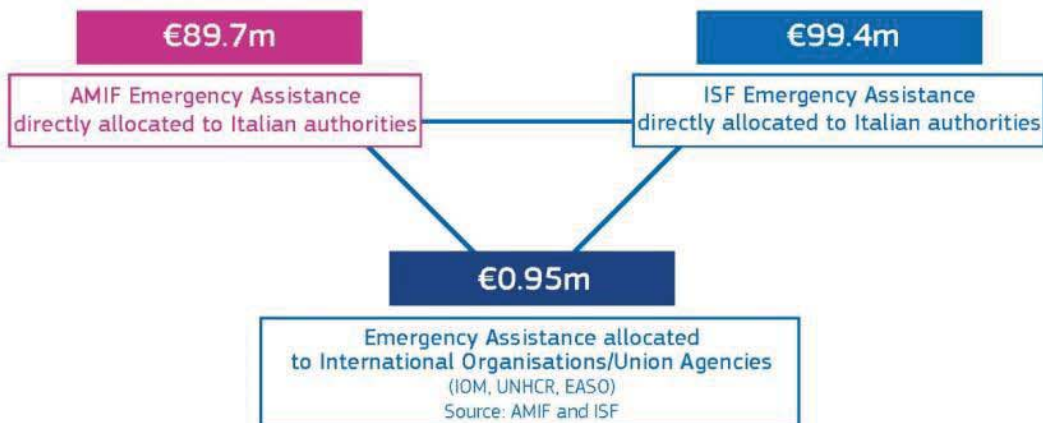 €89.7m
AMIF Emergency Assistance
directly allocated to Italian authorities
€99.4m
ISF Emergency Assistance
directly allocated to Italian authorities
€0.95m
Emergency Assistance allocated
to International Organisations/Union Agencies
(IOM, UNHCR, EASO)
Source: AMIF and ISF